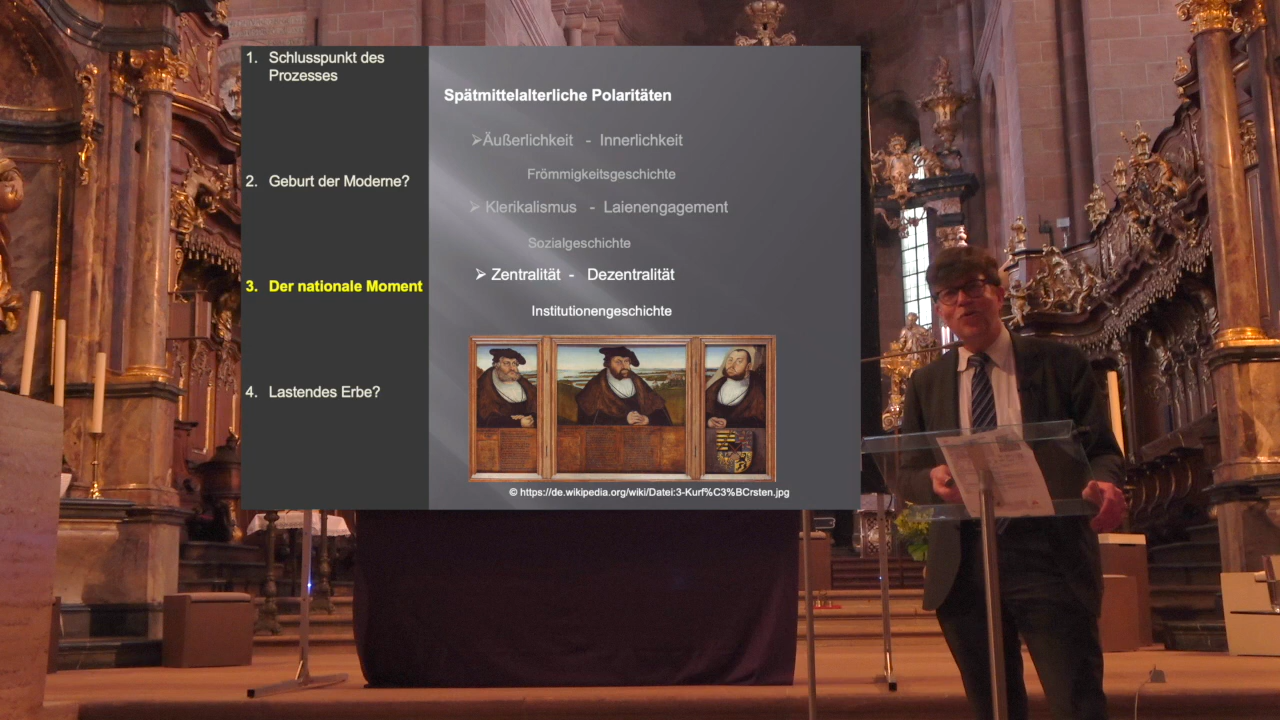 1. Schlusspunkt des
Prozesses
2. Geburt der Moderne?
3. Der nationale Moment
4. Lastendes Erbe?
Spätmittelalterliche Polaritäten
➢Äußerlichkeit - Innerlichkeit
Frömmigkeitsgeschichte
➢ Klerikalismus - Laienengagement
Sozialgeschichte
➢ Zentralität - Dezentralität
Institutionengeschichte
© https://de.wikipedia.org/wiki/Datei:3-Kurf%C3%BCrsten.jpg